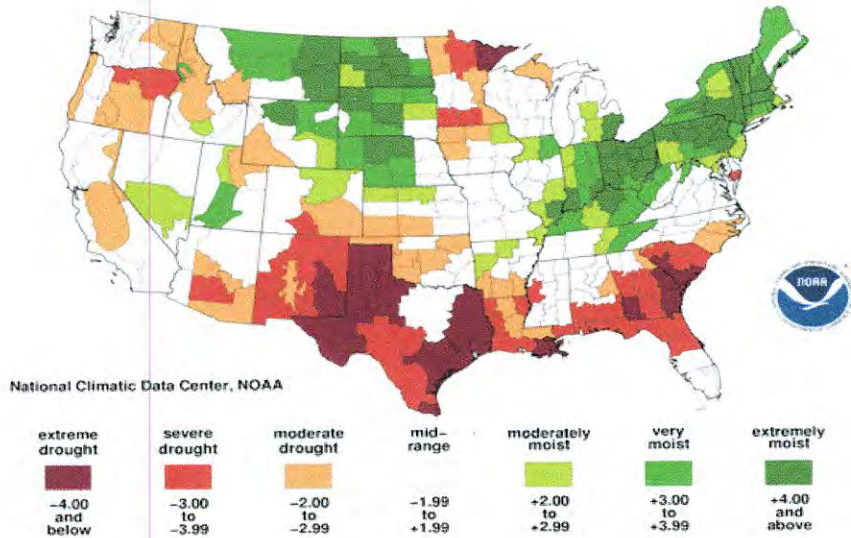 NOAA
National Climatic Data Center, NOAA
extreme drought
severe drought
moderate drought
mid-range
moderately moist
very moist
extremely moist
−4.00 and below
−3.00 to −3.99
−2.00 to −2.99
−1.99 to +1.99
+2.00 to +2.99
+3.00 to +3.99
+4.00 and above